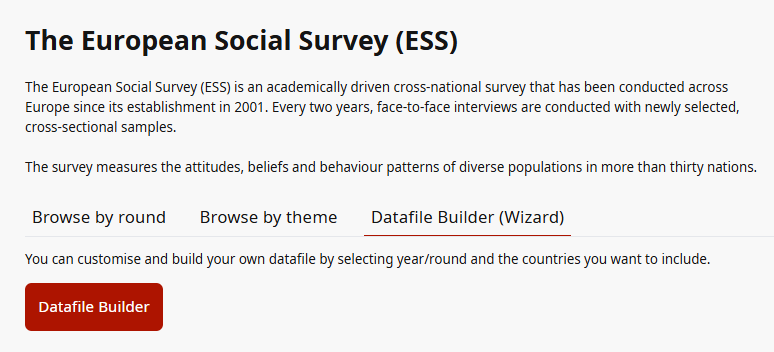 The European Social Survey (ESS)
The European Social Survey (ESS) is an academically driven cross-national survey that has been conducted across
Europe since its establishment in 2001. Every two years, face-to-face interviews are conducted with newly selected,
cross-sectional samples.
The survey measures the attitudes, beliefs and behaviour patterns of diverse populations in more than thirty nations.
Browse by round Browse by theme Datafile Builder (Wizard)
You can customise and build your own datafile by selecting year/round and the countries you want to include.
Datafile Builder